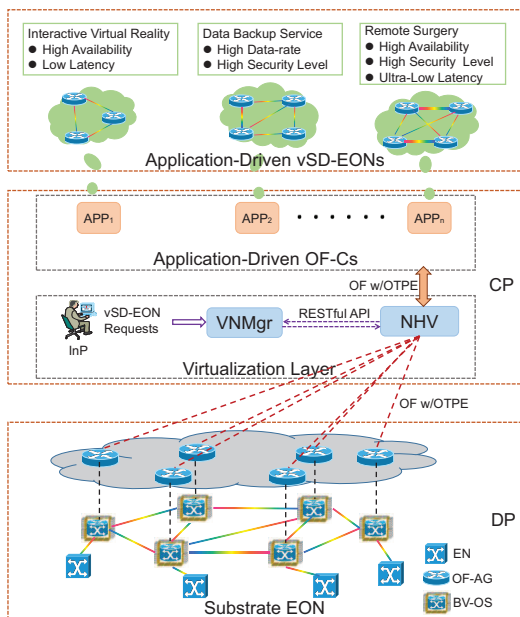 Interactive Virtual Reality
● High Availability
● Low Latency
Data Backup Service
● High Data-rate
● High Security Level
Remote Surgery
● High Availability
● High Security Level
● Ultra-Low Latency
Application-Driven vSD-EONs
APP1
APP2
· · · · · ·
APPn
Application-Driven OF-Cs
OF w/OTPE
CP
vSD-EON
Requests
InP
VNMgr
RESTful API
NHV
Virtualization Layer
OF w/OTPE
DP
EN
OF-AG
BV-OS
Substrate EON